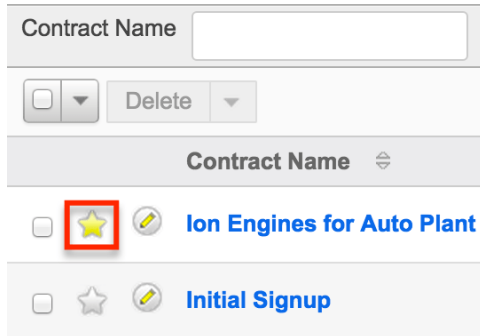 Contract Name
Delete
Contract Name
Ion Engines for Auto Plant
Initial Signup